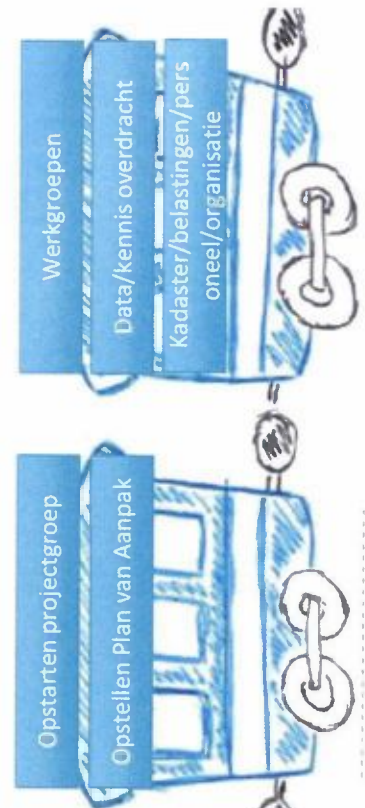 Opstarten projectgroep
Opstellen Plan van Aanpak
Werkgroepen
Data/kennis overdracht
Kadaster/belastingen/pers
oneel/organisatie